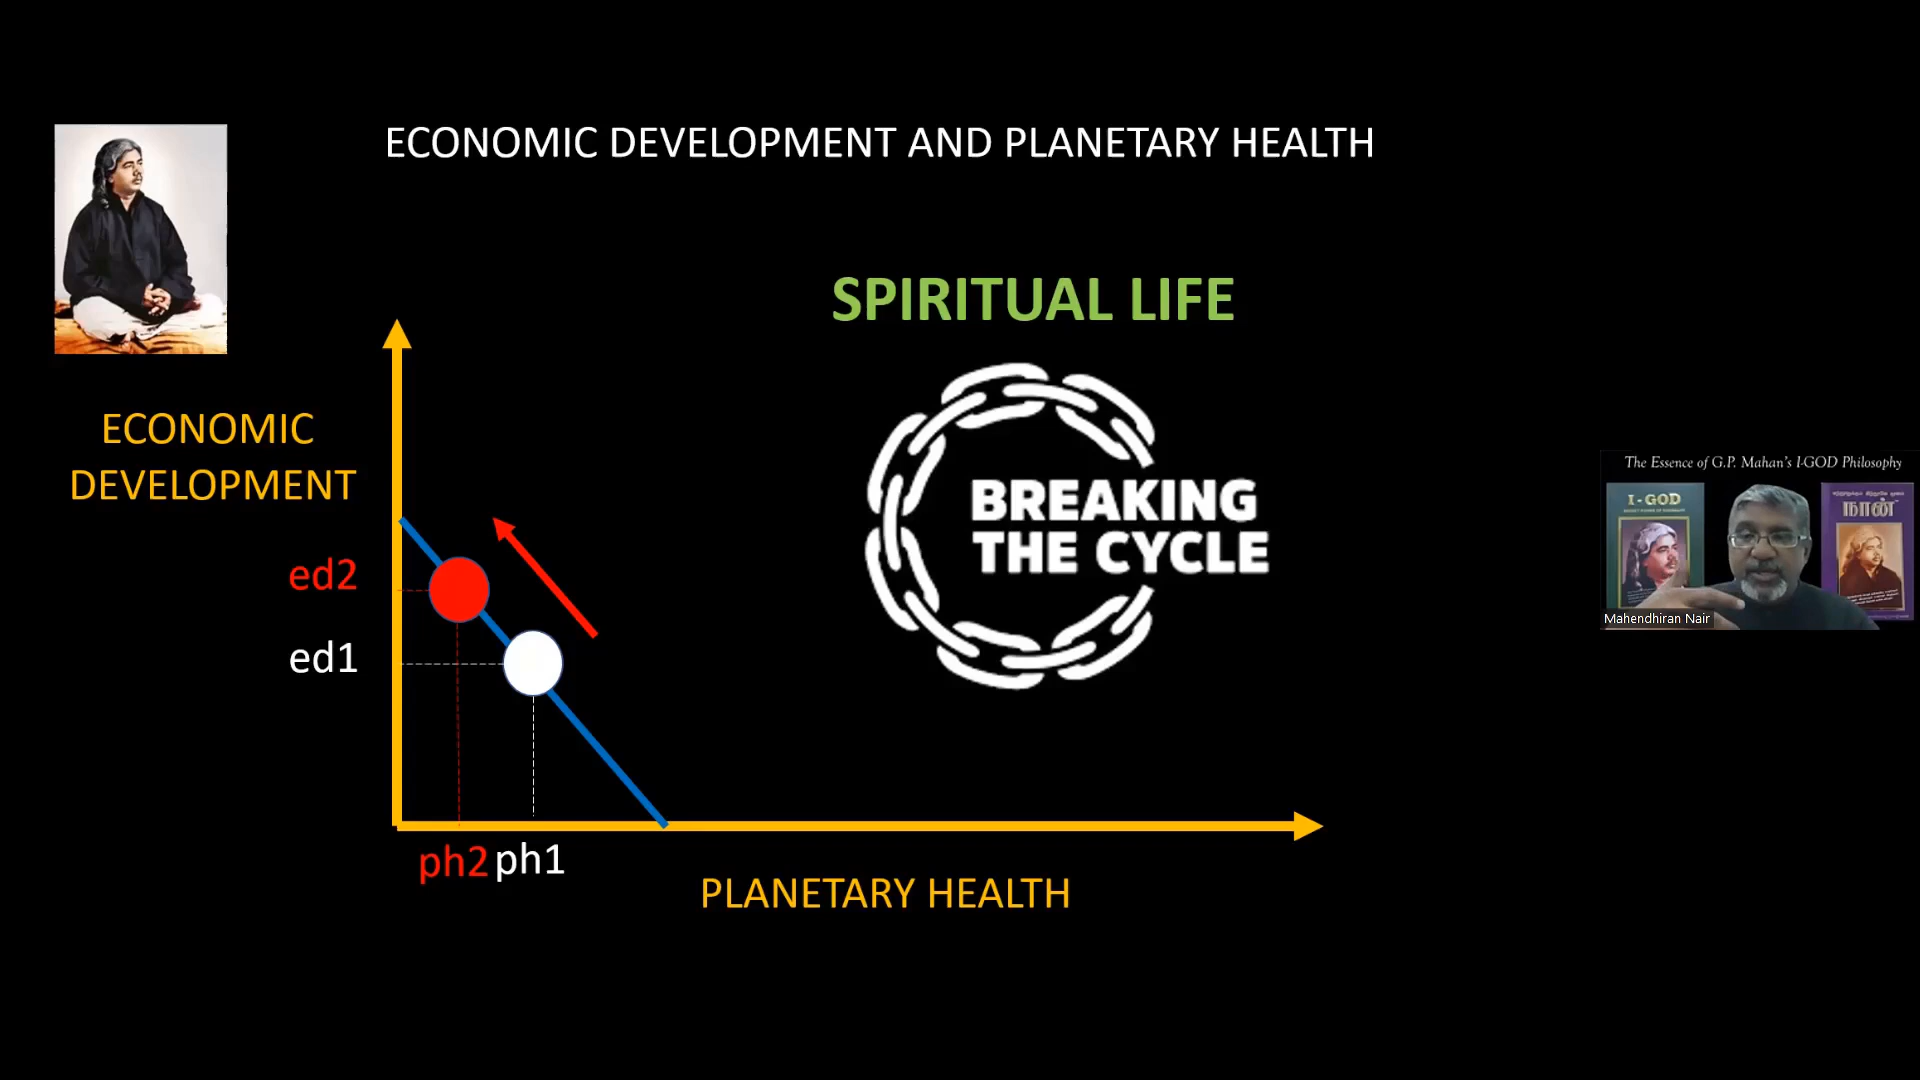 ECONOMIC DEVELOPMENT AND PLANETARY HEALTH
SPIRITUAL LIFE
BREAKING
THE CYCLE
ECONOMIC
DEVELOPMENT
ed2
ed1
ph2 ph1
PLANETARY HEALTH
The Essence of G.P. Mahan's I-GOD Philosophy
I - GOD
நான்
Mahendhiran Nair